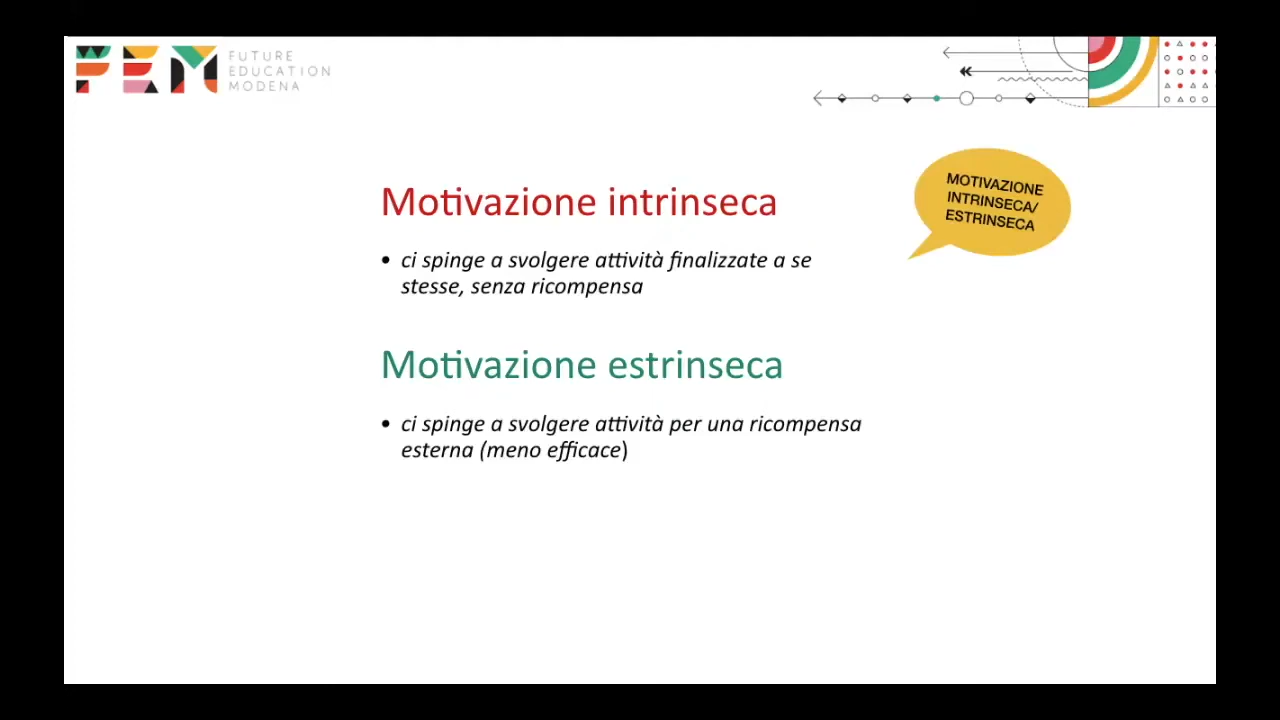 FEM
FUTURE
EDUCATION
MODENA
MOTIVAZIONE
INTRINSECA/
ESTRINSECA
Motivazione intrinseca
• ci spinge a svolgere attività finalizzate a se
stesse, senza ricompensa
Motivazione estrinseca
• ci spinge a svolgere attività per una ricompensa
esterna (meno efficace)